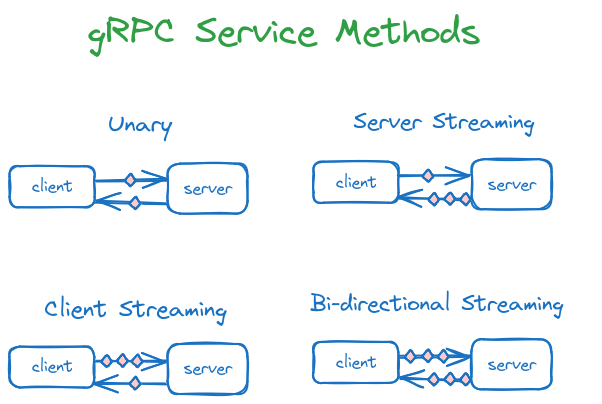 gRPC Service Methods
Unary
client
server
Server Streaming
client
server
Client Streaming
client
server
Bi-directional Streaming
client
server